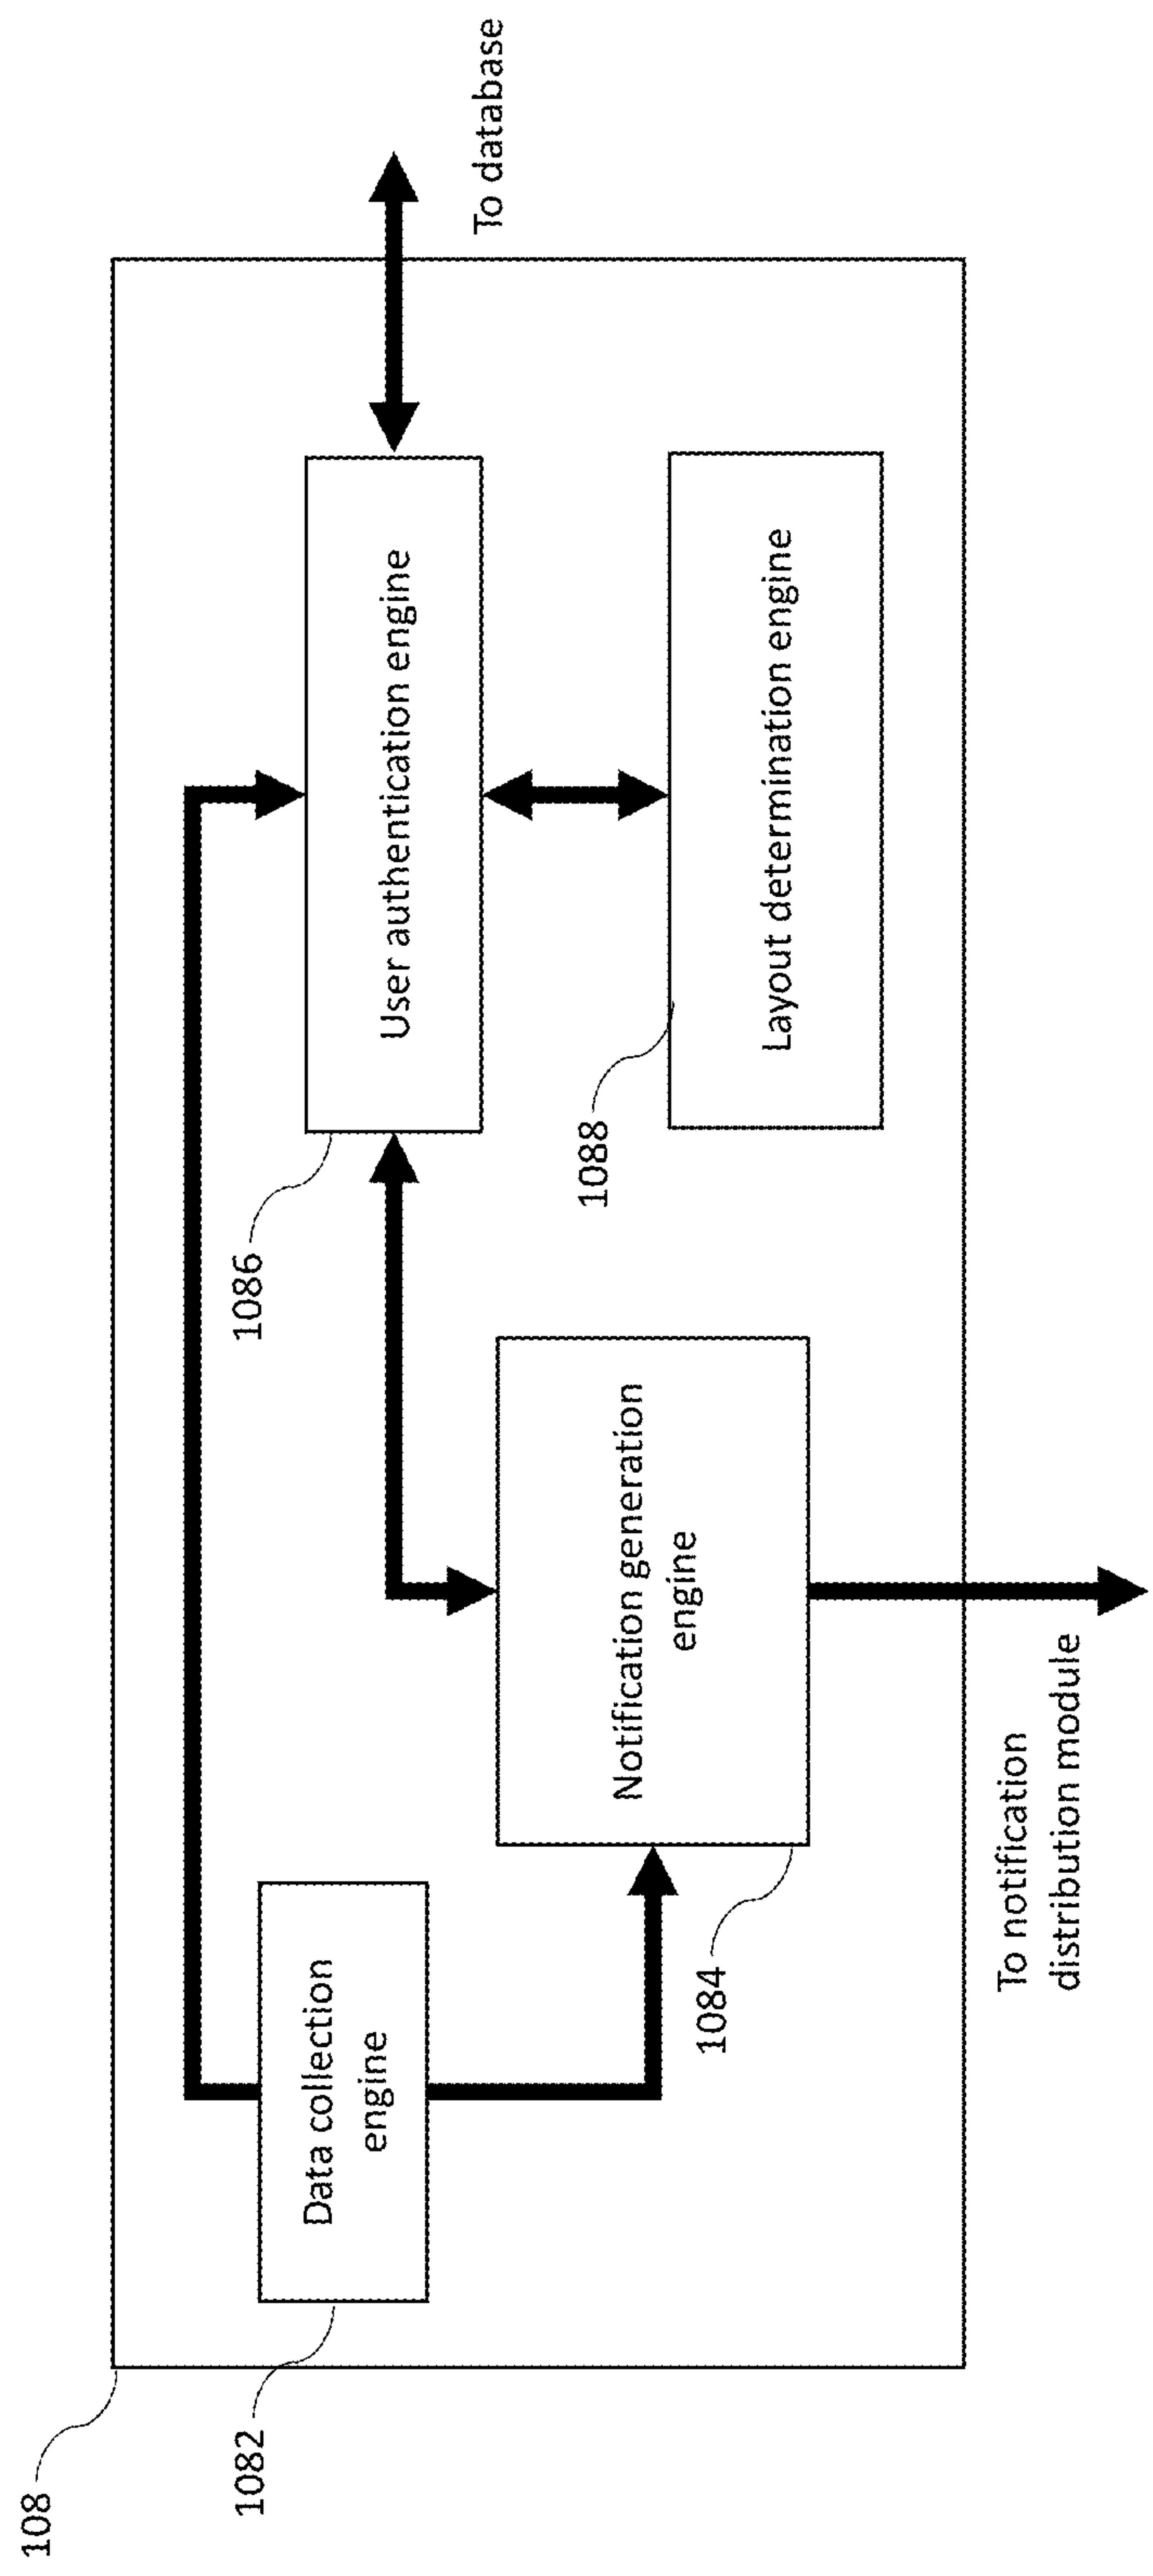 108
1082
Data collection
engine
1086
User authentication engine
To database
1084
Notification generation
engine
1088
Layout determination engine
To notification
distribution module